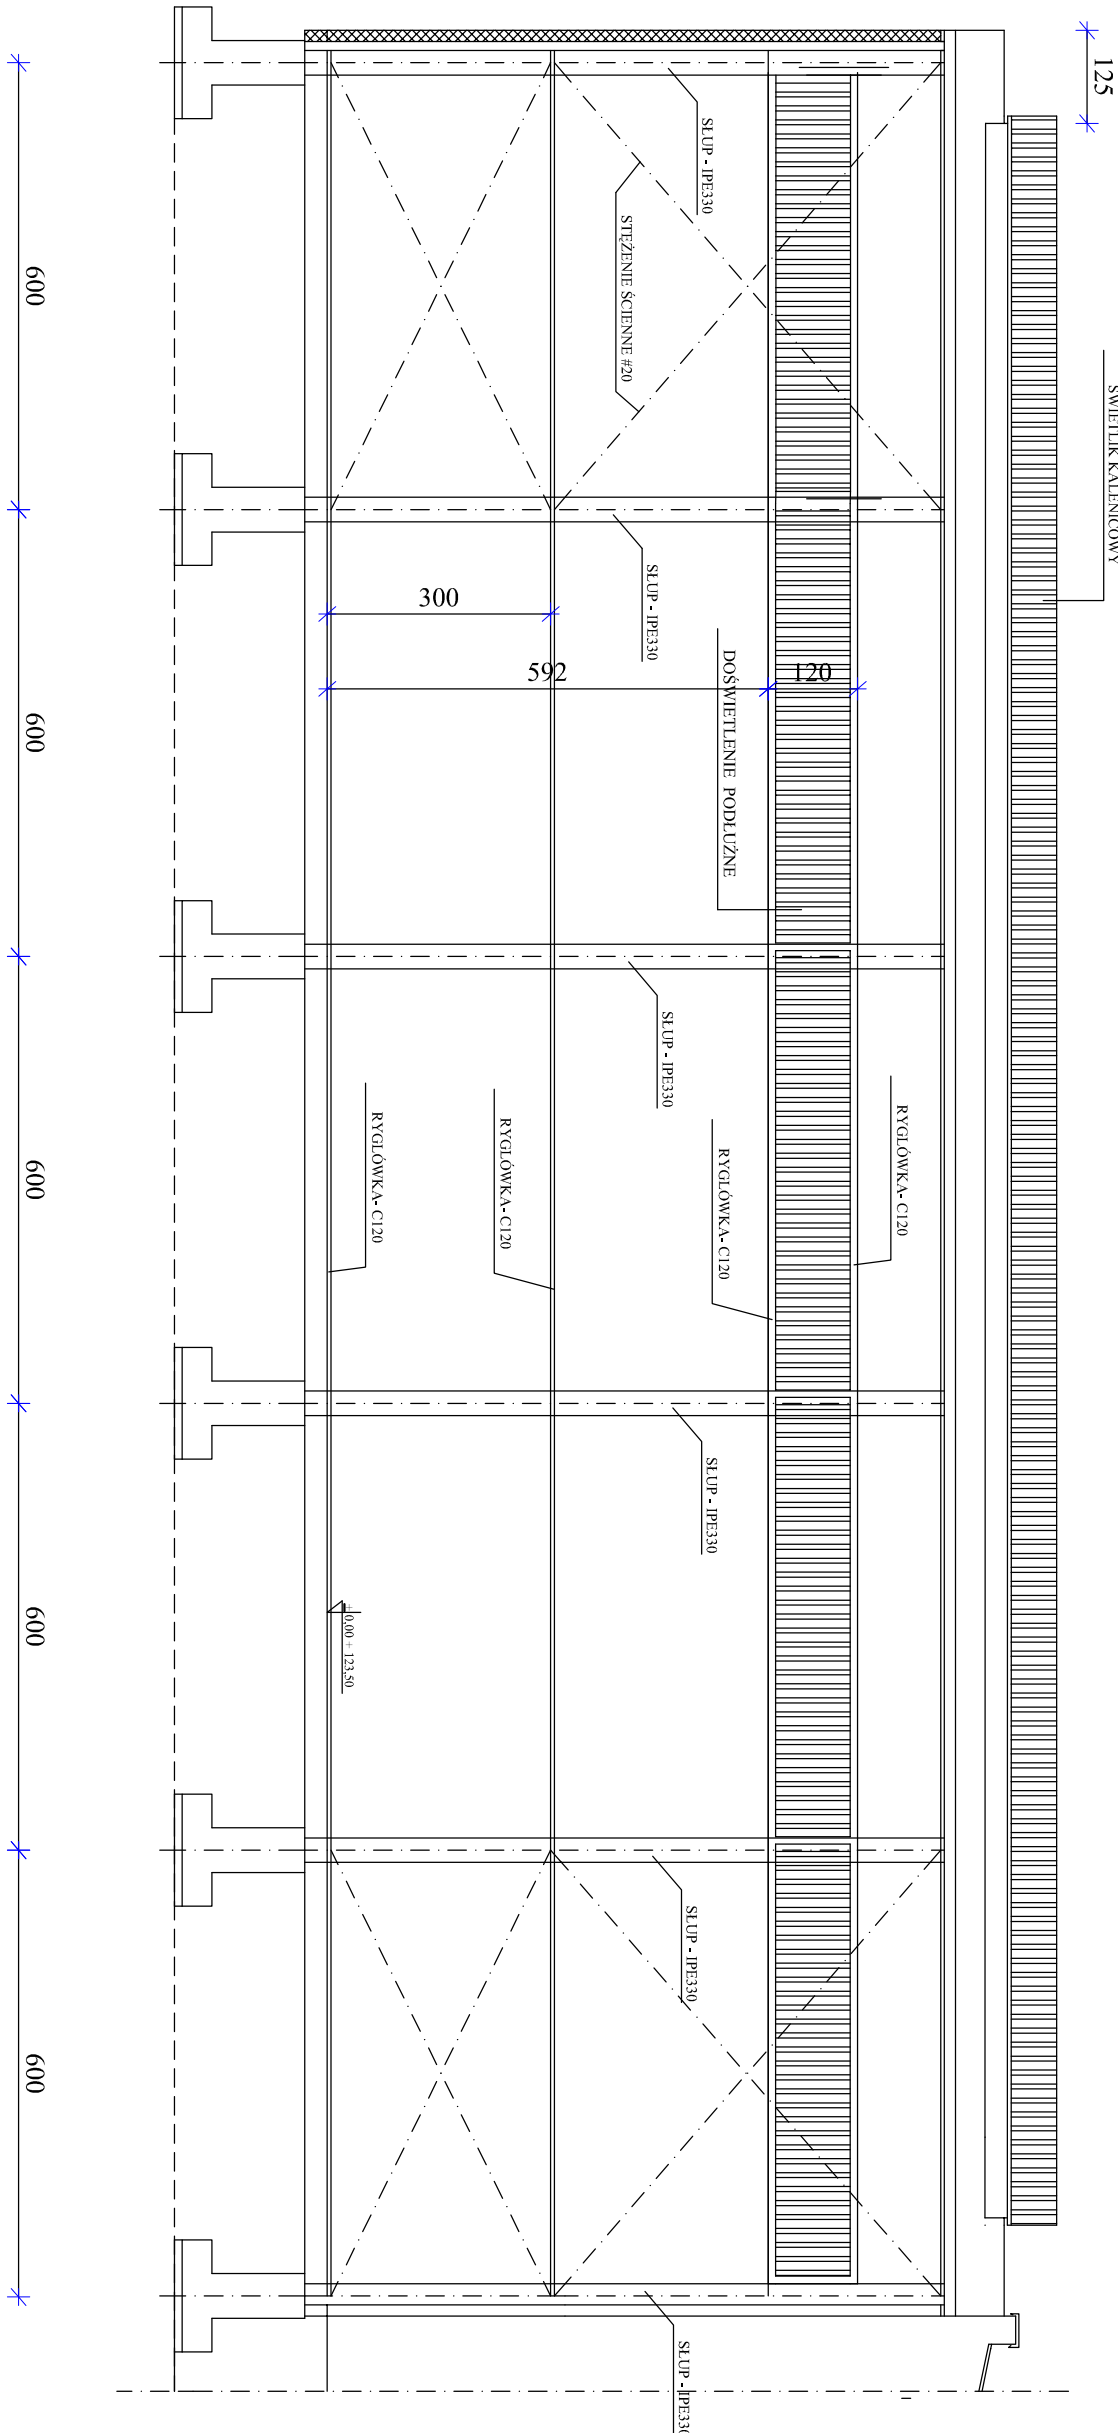 125
ŚWIETLIK KALENICOWY
SŁUP - IPE330
STĘŻENIE ŚCIENNE #20
SŁUP - IPE330
300
592
120
DOŚWIETLENIE PODŁUŻNE
SŁUP - IPE330
RYGLÓWKA- C120
RYGLÓWKA- C120
RYGLÓWKA- C120
RYGLÓWKA- C120
SŁUP - IPE330
±0,00 = 123,50
SŁUP - IPE330
SŁUP - IPE330
600
600
600
600
600